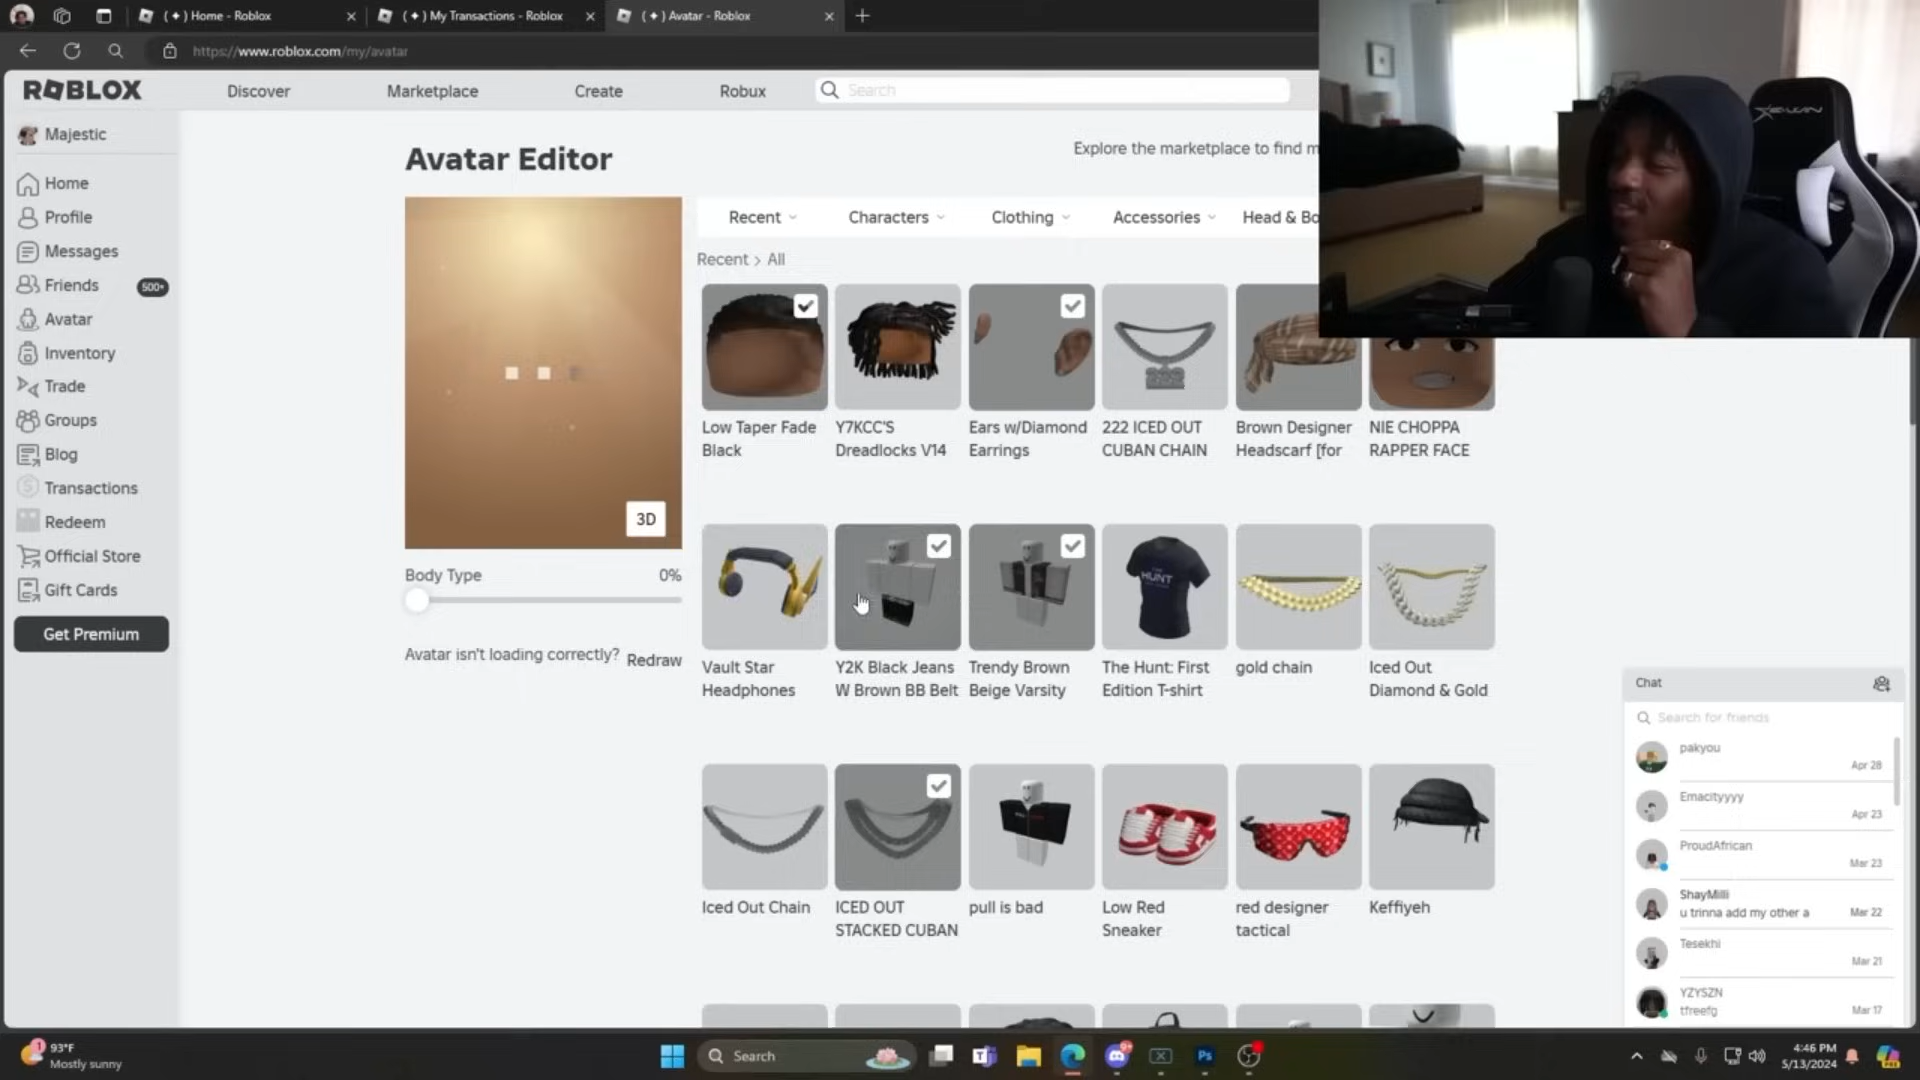 ( ✦ ) Home - Roblox
( ✦ ) My Transactions - Roblox
( ✦ ) Avatar - Roblox
https://www.roblox.com/my/avatar
ROBLOX
Discover
Marketplace
Create
Robux
Search
Majestic
Home
Profile
Messages
Friends
500+
Avatar
Inventory
Trade
Groups
Blog
Transactions
Redeem
Official Store
Gift Cards
Get Premium
Avatar Editor
Explore the marketplace to find m
3D
Body Type
0%
Avatar isn't loading correctly?
Redraw
Recent
Characters
Clothing
Accessories
Head & Bo
Recent > All
Low Taper Fade
Black
Y7KCC'S
Dreadlocks V14
Ears w/Diamond
Earrings
222 ICED OUT
CUBAN CHAIN
Brown Designer
Headscarf [for
NIE CHOPPA
RAPPER FACE
Vault Star
Headphones
Y2K Black Jeans
W Brown BB Belt
Trendy Brown
Beige Varsity
HUNT
The Hunt: First
Edition T-shirt
gold chain
Iced Out
Diamond & Gold
Iced Out Chain
ICED OUT
STACKED CUBAN
pull is bad
Low Red
Sneaker
red designer
tactical
Keffiyeh
Chat
Search for friends
pakyou
Apr 28
Emacityyyy
Apr 23
ProudAfrican
Mar 23
ShayMilli
u trinna add my other a
Mar 22
Tesekhi
Mar 21
YZYSZN
tfreefg
Mar 17
1
93°F
Mostly sunny
Search
9+
Ps
4:46 PM
5/13/2024